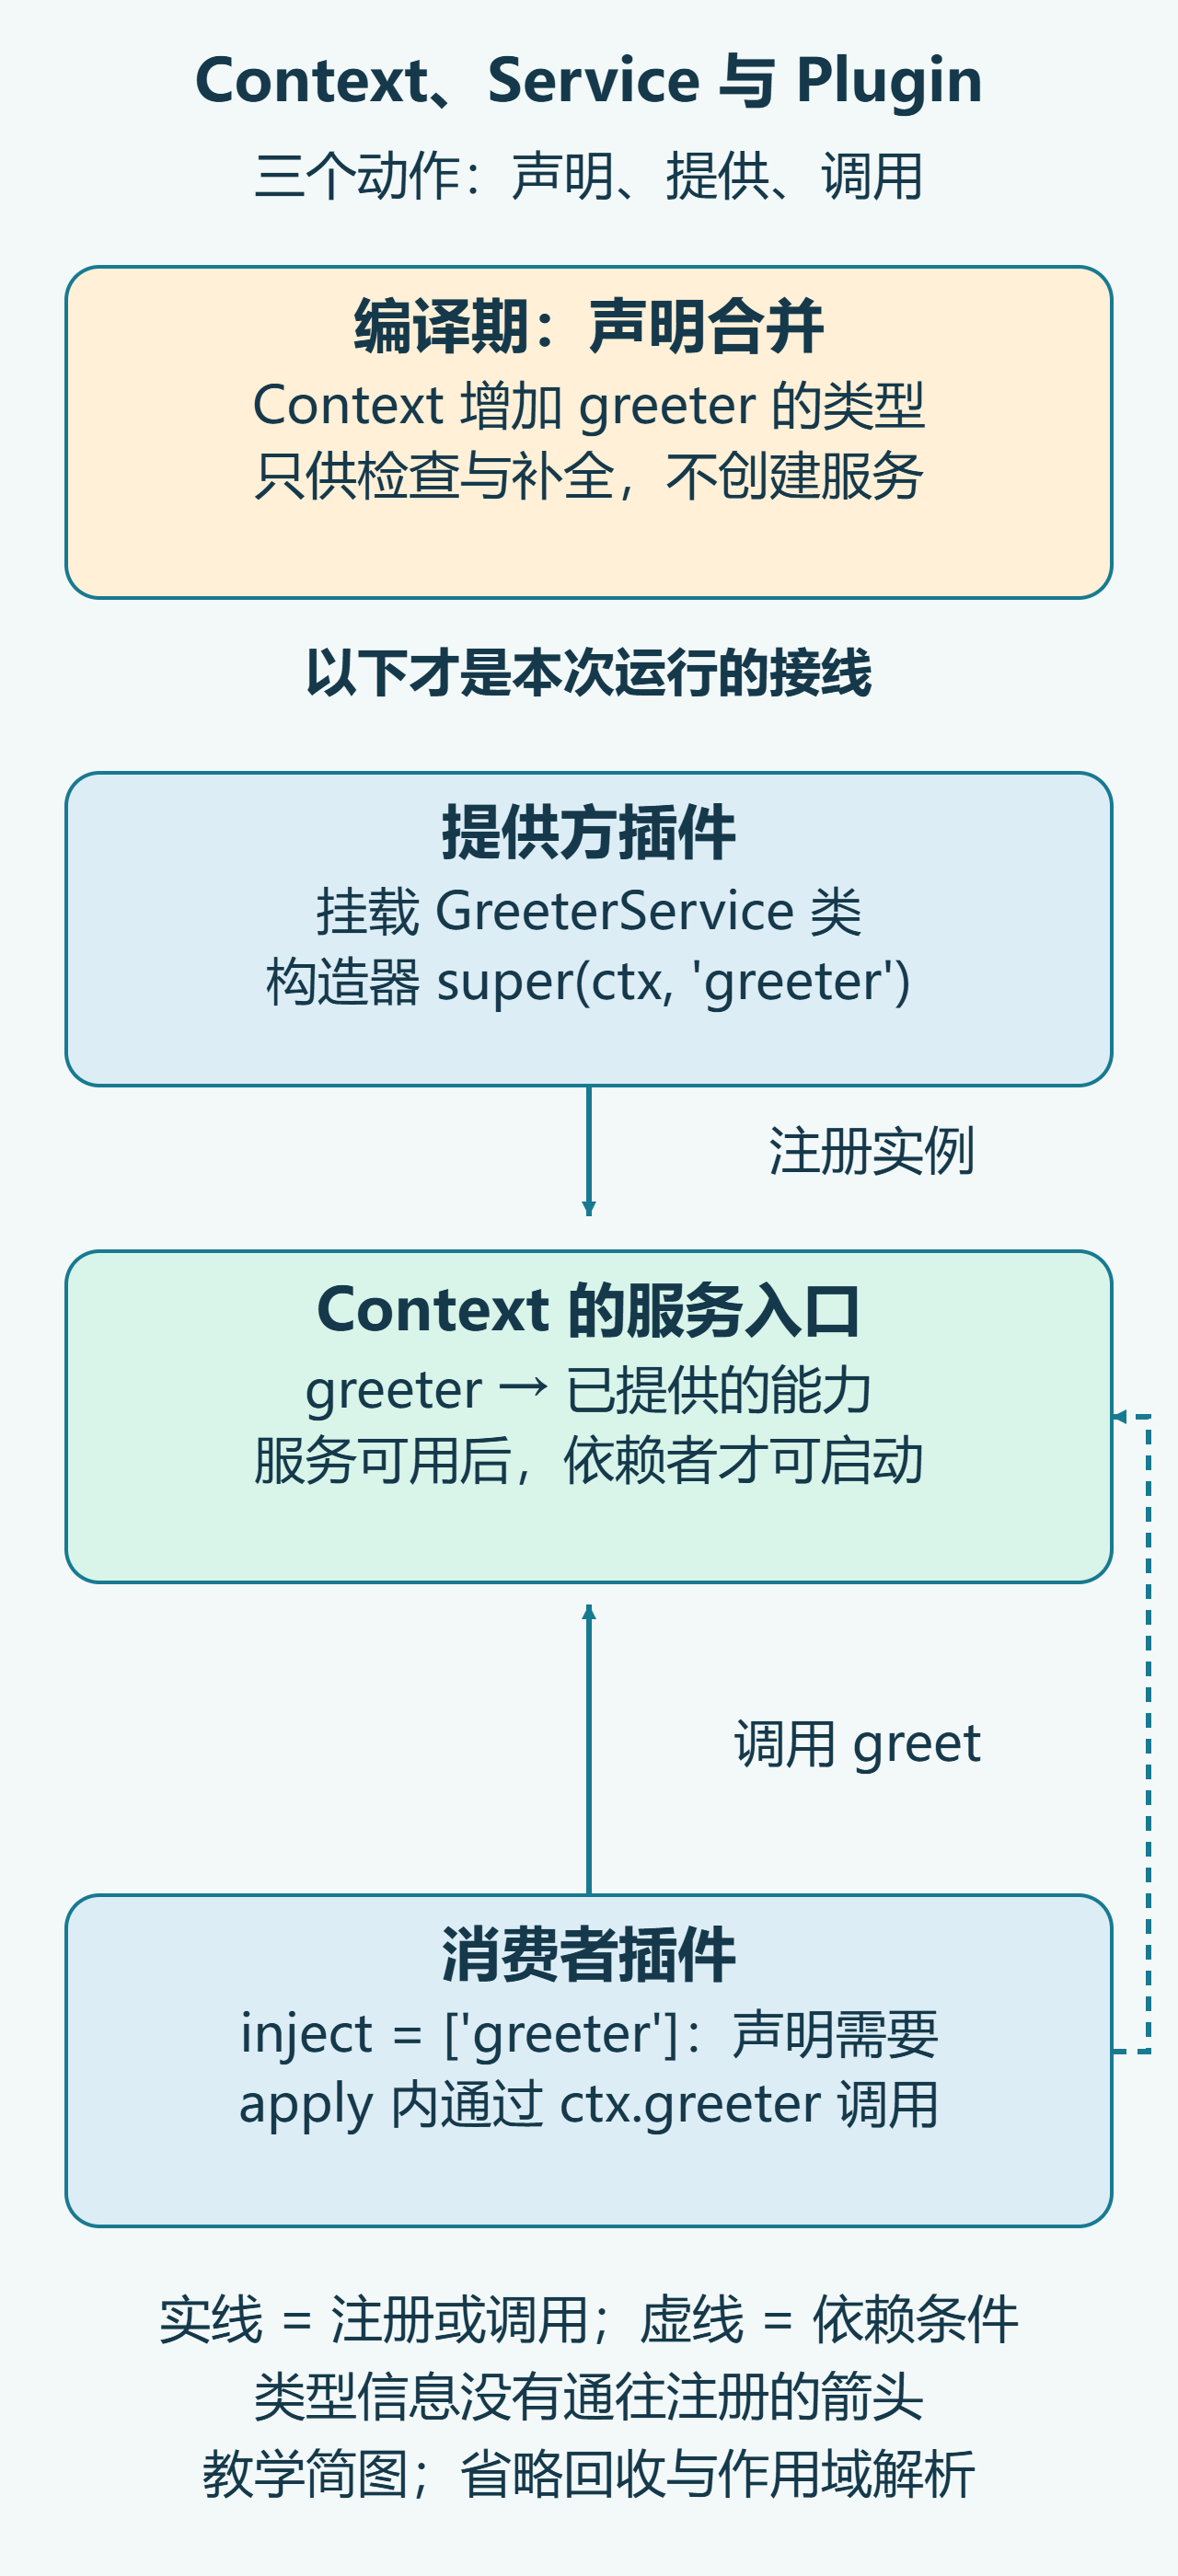 Context、Service 与 Plugin
三个动作：声明、提供、调用
编译期：声明合并
Context 增加 greeter 的类型
只供检查与补全，不创建服务
以下才是本次运行的接线
提供方插件
挂载 GreeterService 类
构造器 super(ctx, 'greeter')
注册实例
Context 的服务入口
greeter → 已提供的能力
服务可用后，依赖者才可启动
调用 greet
消费者插件
inject = ['greeter']：声明需要
apply 内通过 ctx.greeter 调用
实线 = 注册或调用；虚线 = 依赖条件
类型信息没有通往注册的箭头
教学简图；省略回收与作用域解析